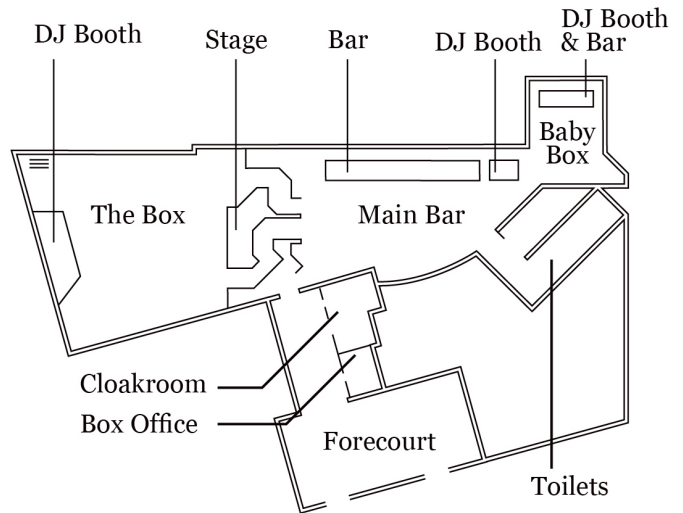 DJ Booth
Stage
Bar
DJ Booth
DJ Booth
& Bar
Baby
Box
The Box
Main Bar
Cloakroom
Box Office
Forecourt
Toilets